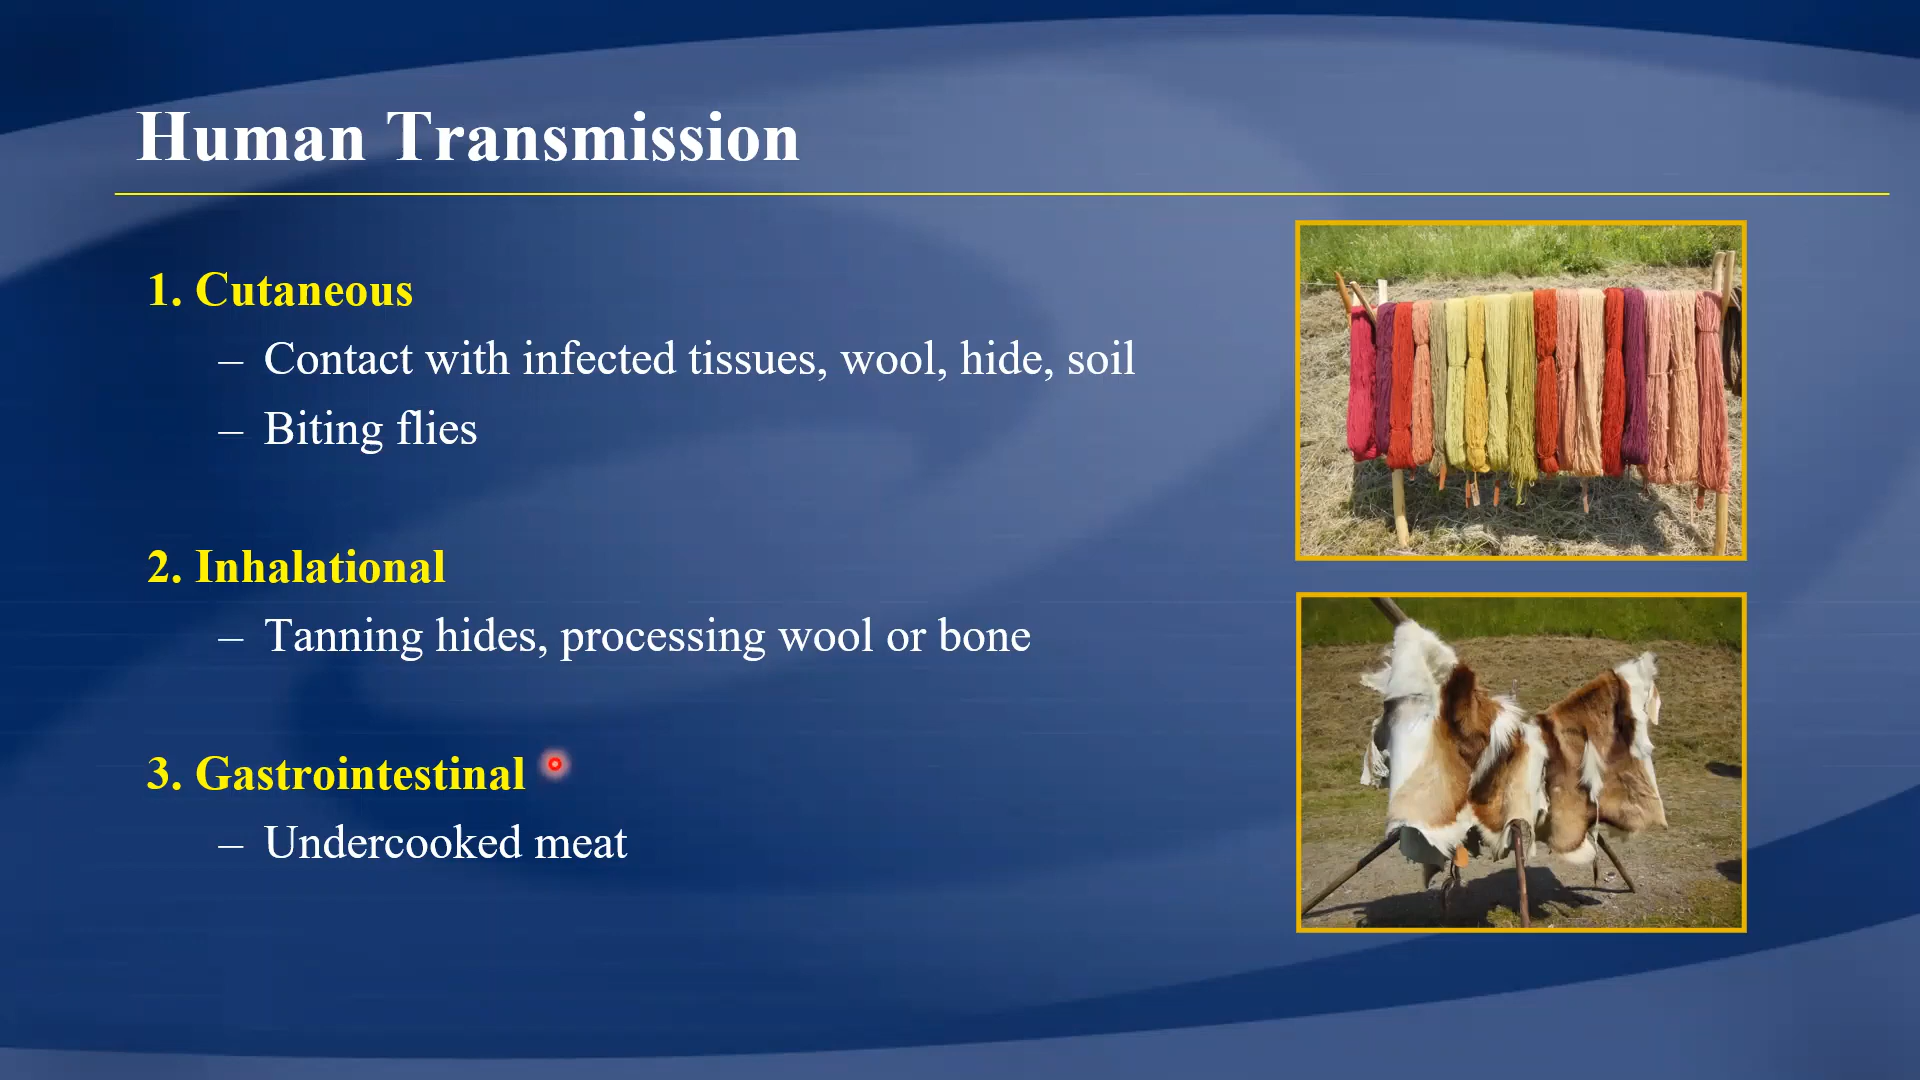 Human Transmission
1. Cutaneous
– Contact with infected tissues, wool, hide, soil
– Biting flies
2. Inhalational
– Tanning hides, processing wool or bone
3. Gastrointestinal
– Undercooked meat